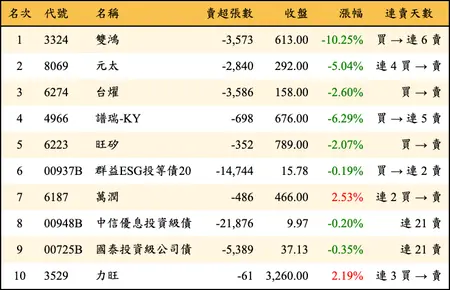 名次 代號 名稱 賣超張數 收盤 漲幅 連賣天數
1 3324 雙鴻 -3,573 613.00 -10.25% 買 → 連 6 賣
2 8069 元太 -2,840 292.00 -5.04% 連 4 買 → 賣
3 6274 台燿 -3,586 158.00 -2.60% 買 → 賣
4 4966 譜瑞-KY -698 676.00 -6.29% 買 → 連 5 賣
5 6223 旺矽 -352 789.00 -2.07% 買 → 賣
6 00937B 群益ESG投等債20 -14,744 15.78 -0.19% 買 → 連 2 賣
7 6187 萬潤 -486 466.00 2.53% 連 2 買 → 賣
8 00948B 中信優息投資級債 -21,876 9.97 -0.20% 連 21 賣
9 00725B 國泰投資級公司債 -5,389 37.13 -0.35% 連 21 賣
10 3529 力旺 -61 3,260.00 2.19% 連 3 買 → 賣